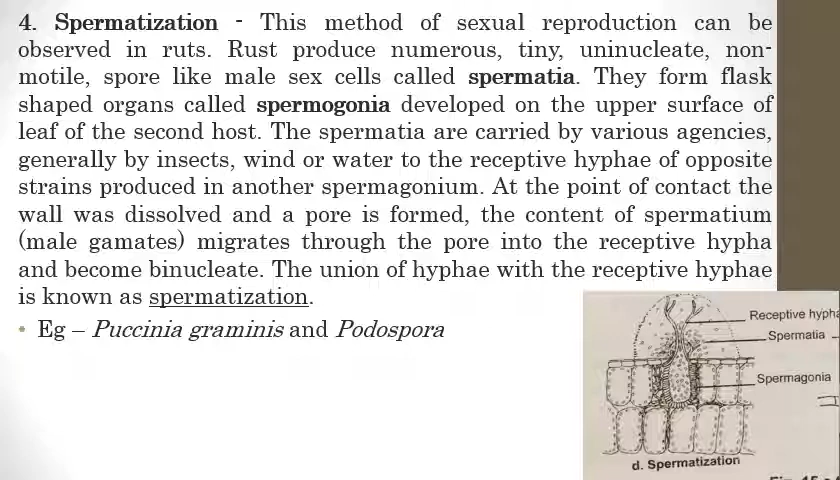 4. Spermatization - This method of sexual reproduction can be
observed in ruts. Rust produce numerous, tiny, uninucleate, non-
motile, spore like male sex cells called spermatia. They form flask
shaped organs called spermogonia developed on the upper surface of
leaf of the second host. The spermatia are carried by various agencies,
generally by insects, wind or water to the receptive hyphae of opposite
strains produced in another spermagonium. At the point of contact the
wall was dissolved and a pore is formed, the content of spermatium
(male gamates) migrates through the pore into the receptive hypha
and become binucleate. The union of hyphae with the receptive hyphae
is known as spermatization.
• Eg – Puccinia graminis and Podospora
Receptive hypha
Spermatia
Spermagonia
d. Spermatization